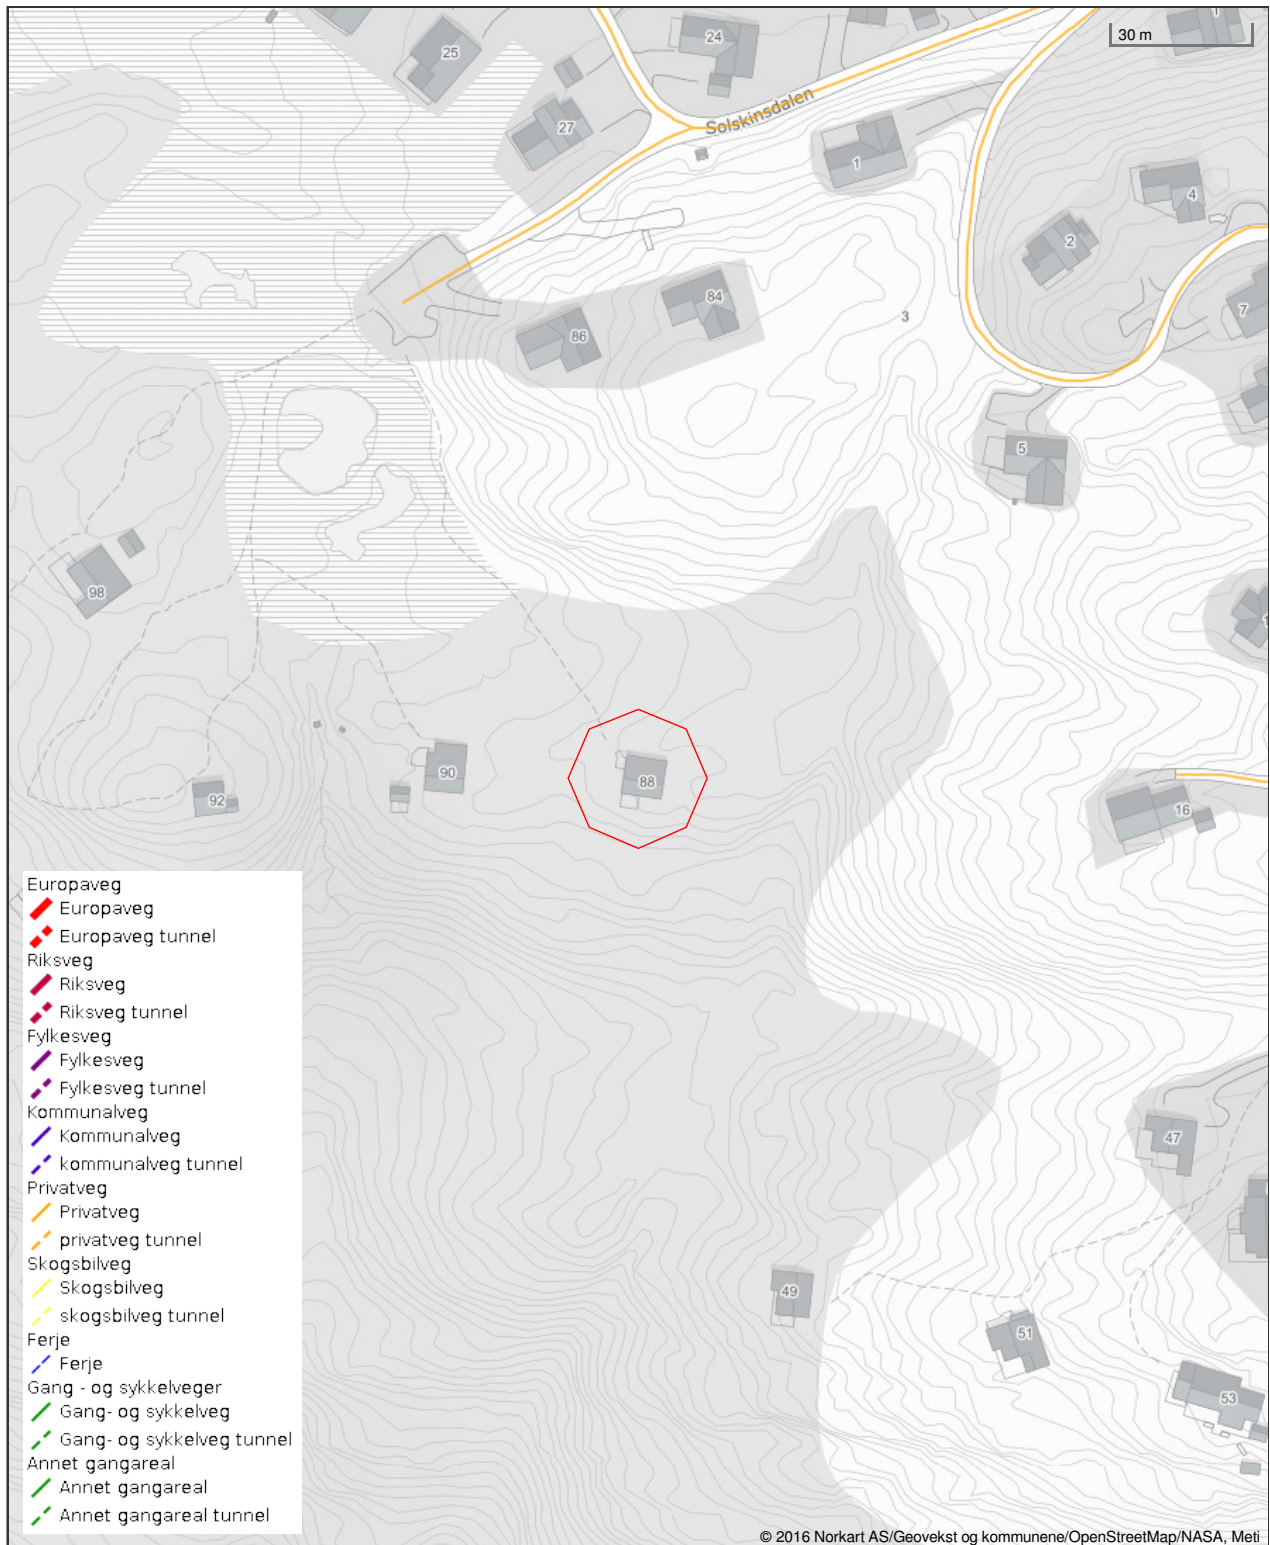 30 m
24
25
27
Solskinsdalen
1
1
4
2
84
7
3
86
5
98
90
88
92
16
47
49
51
53
Europaveg
Europaveg
Europaveg tunnel
Riksveg
Riksveg
Riksveg tunnel
Fylkesveg
Fylkesveg
Fylkesveg tunnel
Kommunalveg
Kommunalveg
kommunalveg tunnel
Privatveg
Privatveg
privatveg tunnel
Skogsbilveg
Skogsbilveg
skogsbilveg tunnel
Ferje
Ferje
Gang - og sykkelveger
Gang- og sykkelveg
Gang- og sykkelveg tunnel
Annet gangareal
Annet gangareal
Annet gangareal tunnel
© 2016 Norkart AS/Geovekst og kommunene/OpenStreetMap/NASA, Meti